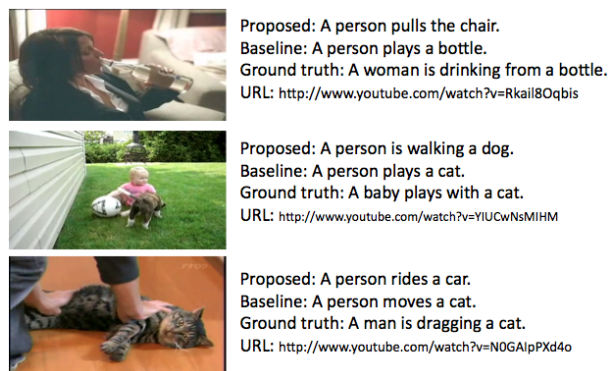 Proposed: A person pulls the chair.
Baseline: A person plays a bottle.
Ground truth: A woman is drinking from a bottle.
URL: http://www.youtube.com/watch?v=Rkail8Oqbis
Proposed: A person is walking a dog.
Baseline: A person plays a cat.
Ground truth: A baby plays with a cat.
URL: http://www.youtube.com/watch?v=YIUCwNsMIHM
Proposed: A person rides a car.
Baseline: A person moves a cat.
Ground truth: A man is dragging a cat.
URL: http://www.youtube.com/watch?v=N0GAIpPXd4o